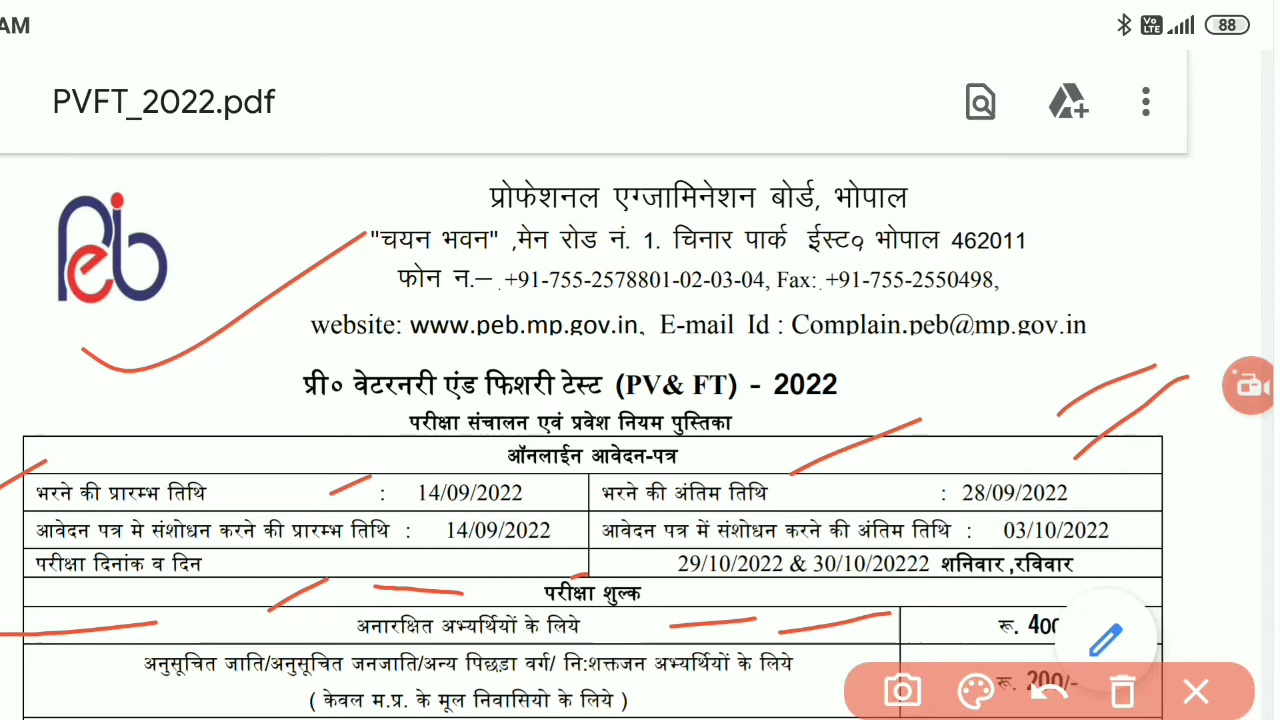 AM Vo LTE 88
PVFT_2022.pdf
Peb
प्रोफेशनल एग्जामिनेशन बोर्ड, भोपाल
"चयन भवन" ,मेन रोड नं. 1. चिनार पार्क ईस्ट० भोपाल 462011
फोन न.– . +91-755-2578801-02-03-04, Fax: +91-755-2550498,
website: www.peb.mp.gov.in, E-mail Id : Complain.peb@mp.gov.in
प्री० वेटरनरी एंड फिशरी टेस्ट (PV& FT) - 2022
परीक्षा संचालन एवं प्रवेश नियम पुस्तिका
ऑनलाईन आवेदन-पत्र
भरने की प्रारम्भ तिथि : 14/09/2022 भरने की अंतिम तिथि : 28/09/2022
आवेदन पत्र मे संशोधन करने की प्रारम्भ तिथि : 14/09/2022 आवेदन पत्र में संशोधन करने की अंतिम तिथि : 03/10/2022
परीक्षा दिनांक व दिन 29/10/2022 & 30/10/20222 शनिवार ,रविवार
परीक्षा शुल्क
अनारक्षित अभ्यर्थियों के लिये रू. 400
अनुसूचित जाति/अनुसूचित जनजाति/अन्य पिछड़ा वर्ग/ नि:शक्तजन अभ्यर्थियों के लिये रू. 200/-
( केवल म.प्र. के मूल निवासियो के लिये )